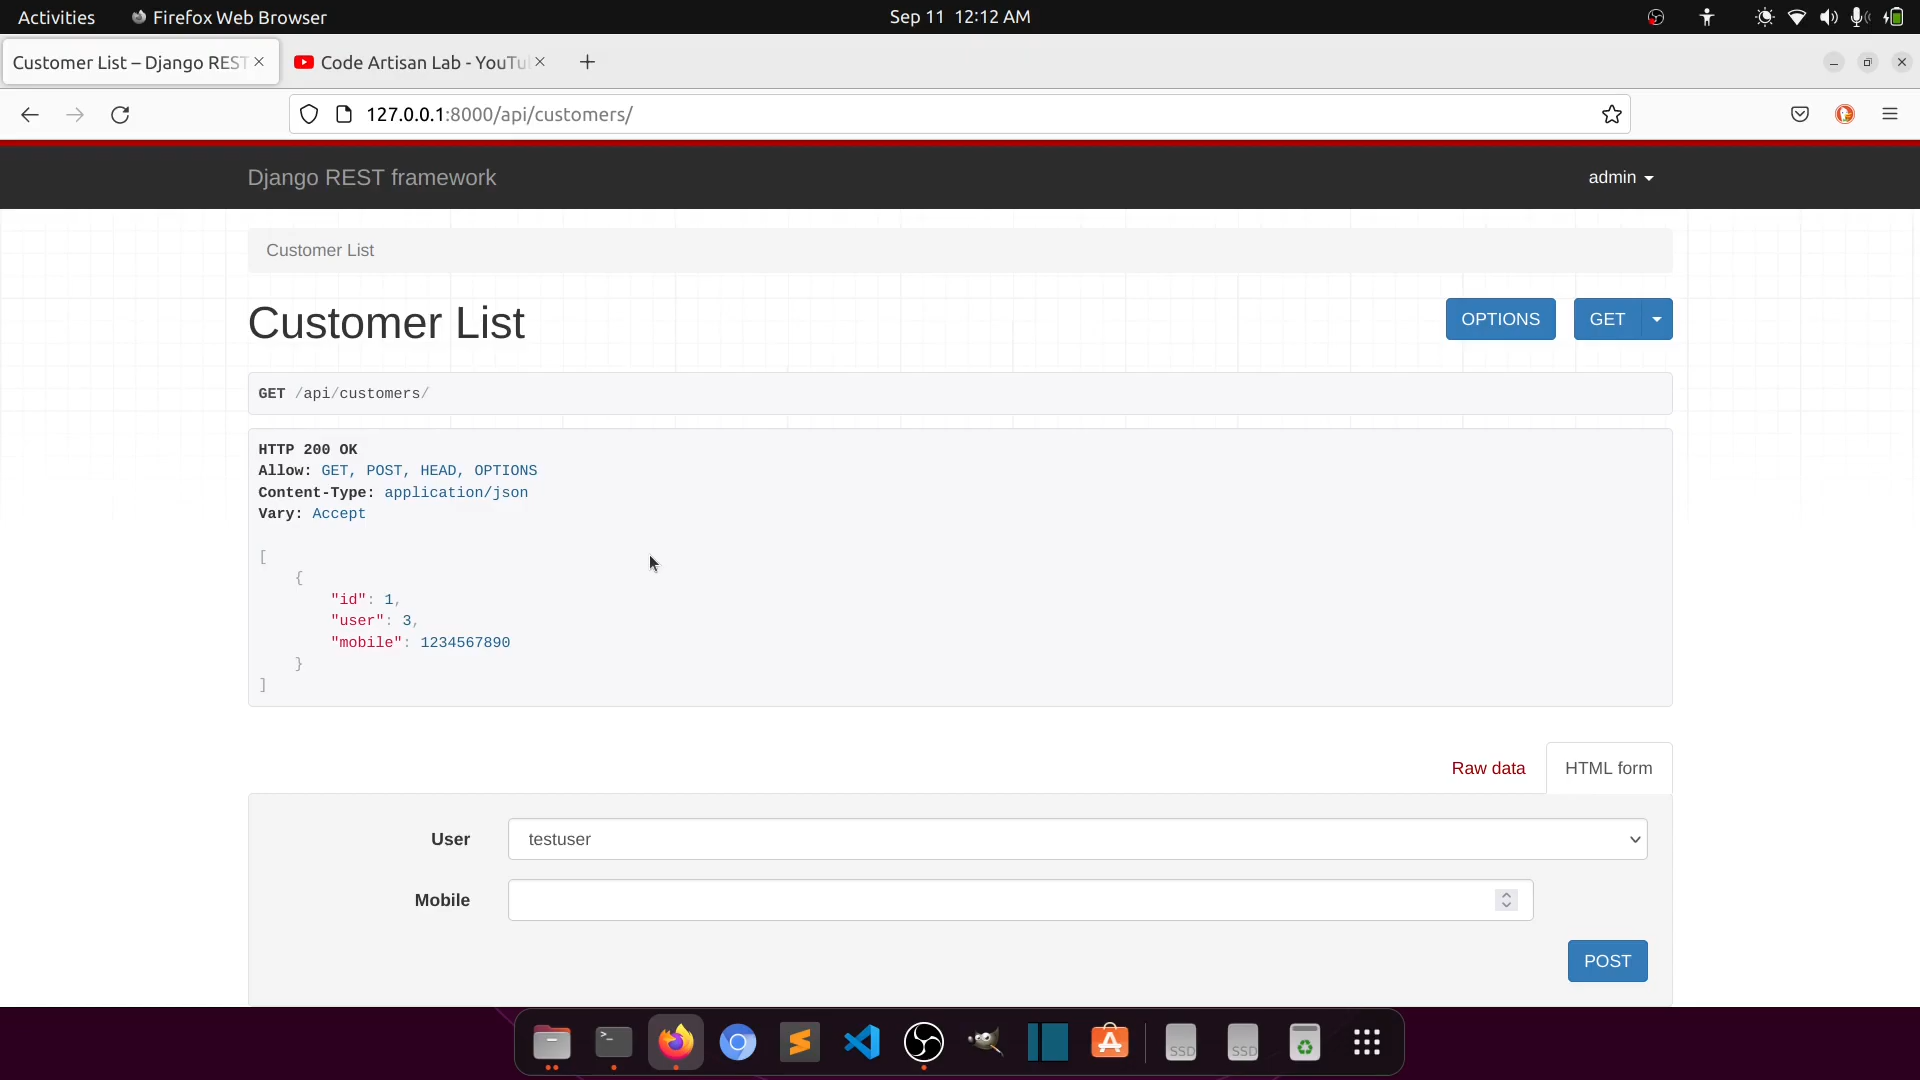 Activities
Firefox Web Browser
Sep 11 12:12 AM
Customer List – Django REST
Code Artisan Lab - YouTu
127.0.0.1:8000/api/customers/
Django REST framework
admin
Customer List
Customer List
OPTIONS
GET
GET /api/customers/
HTTP 200 OK
Allow: GET, POST, HEAD, OPTIONS
Content-Type: application/json
Vary: Accept
[
{
"id": 1,
"user": 3,
"mobile": 1234567890
}
]
Raw data
HTML form
User
testuser
Mobile
POST
SSD
SSD